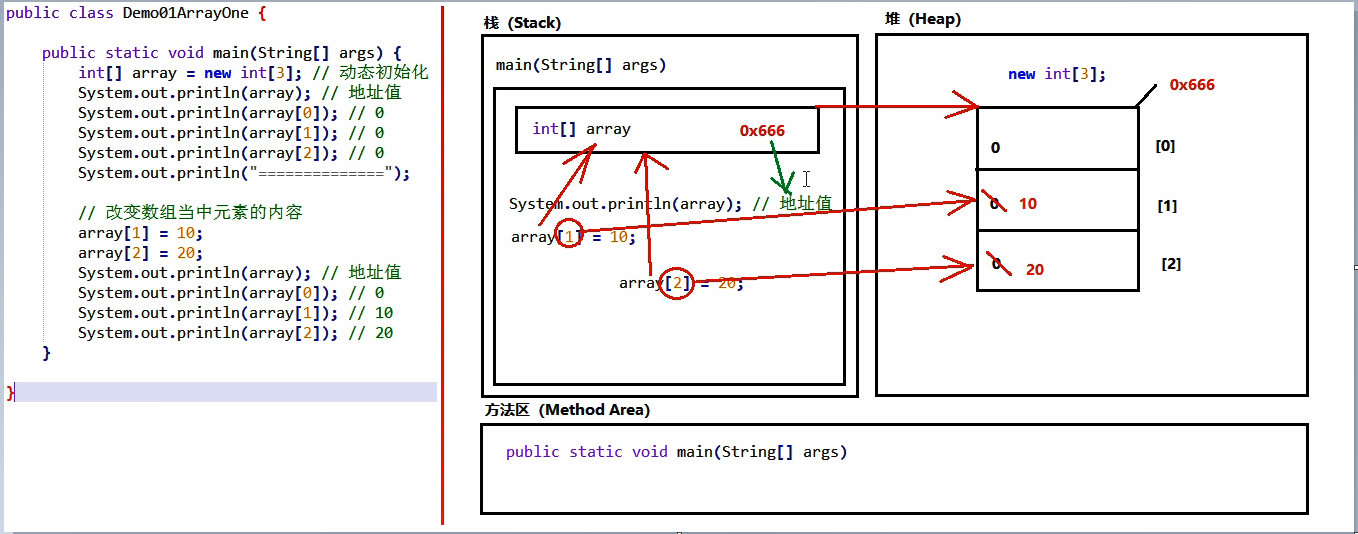 public class Demo01ArrayOne {
public static void main(String[] args) {
int[] array = new int[3]; // 动态初始化
System.out.println(array); // 地址值
System.out.println(array[0]); // 0
System.out.println(array[1]); // 0
System.out.println(array[2]); // 0
System.out.println("==============");
// 改变数组当中元素的内容
array[1] = 10;
array[2] = 20;
System.out.println(array); // 地址值
System.out.println(array[0]); // 0
System.out.println(array[1]); // 10
System.out.println(array[2]); // 20
}
}
栈 (Stack)
main(String[] args)
int[] array 0x666
System.out.println(array); // 地址值
array[1] = 10;
array[2] = 20;
堆 (Heap)
new int[3];
0x666
0 [0]
0 10 [1]
0 20 [2]
方法区 (Method Area)
public static void main(String[] args)